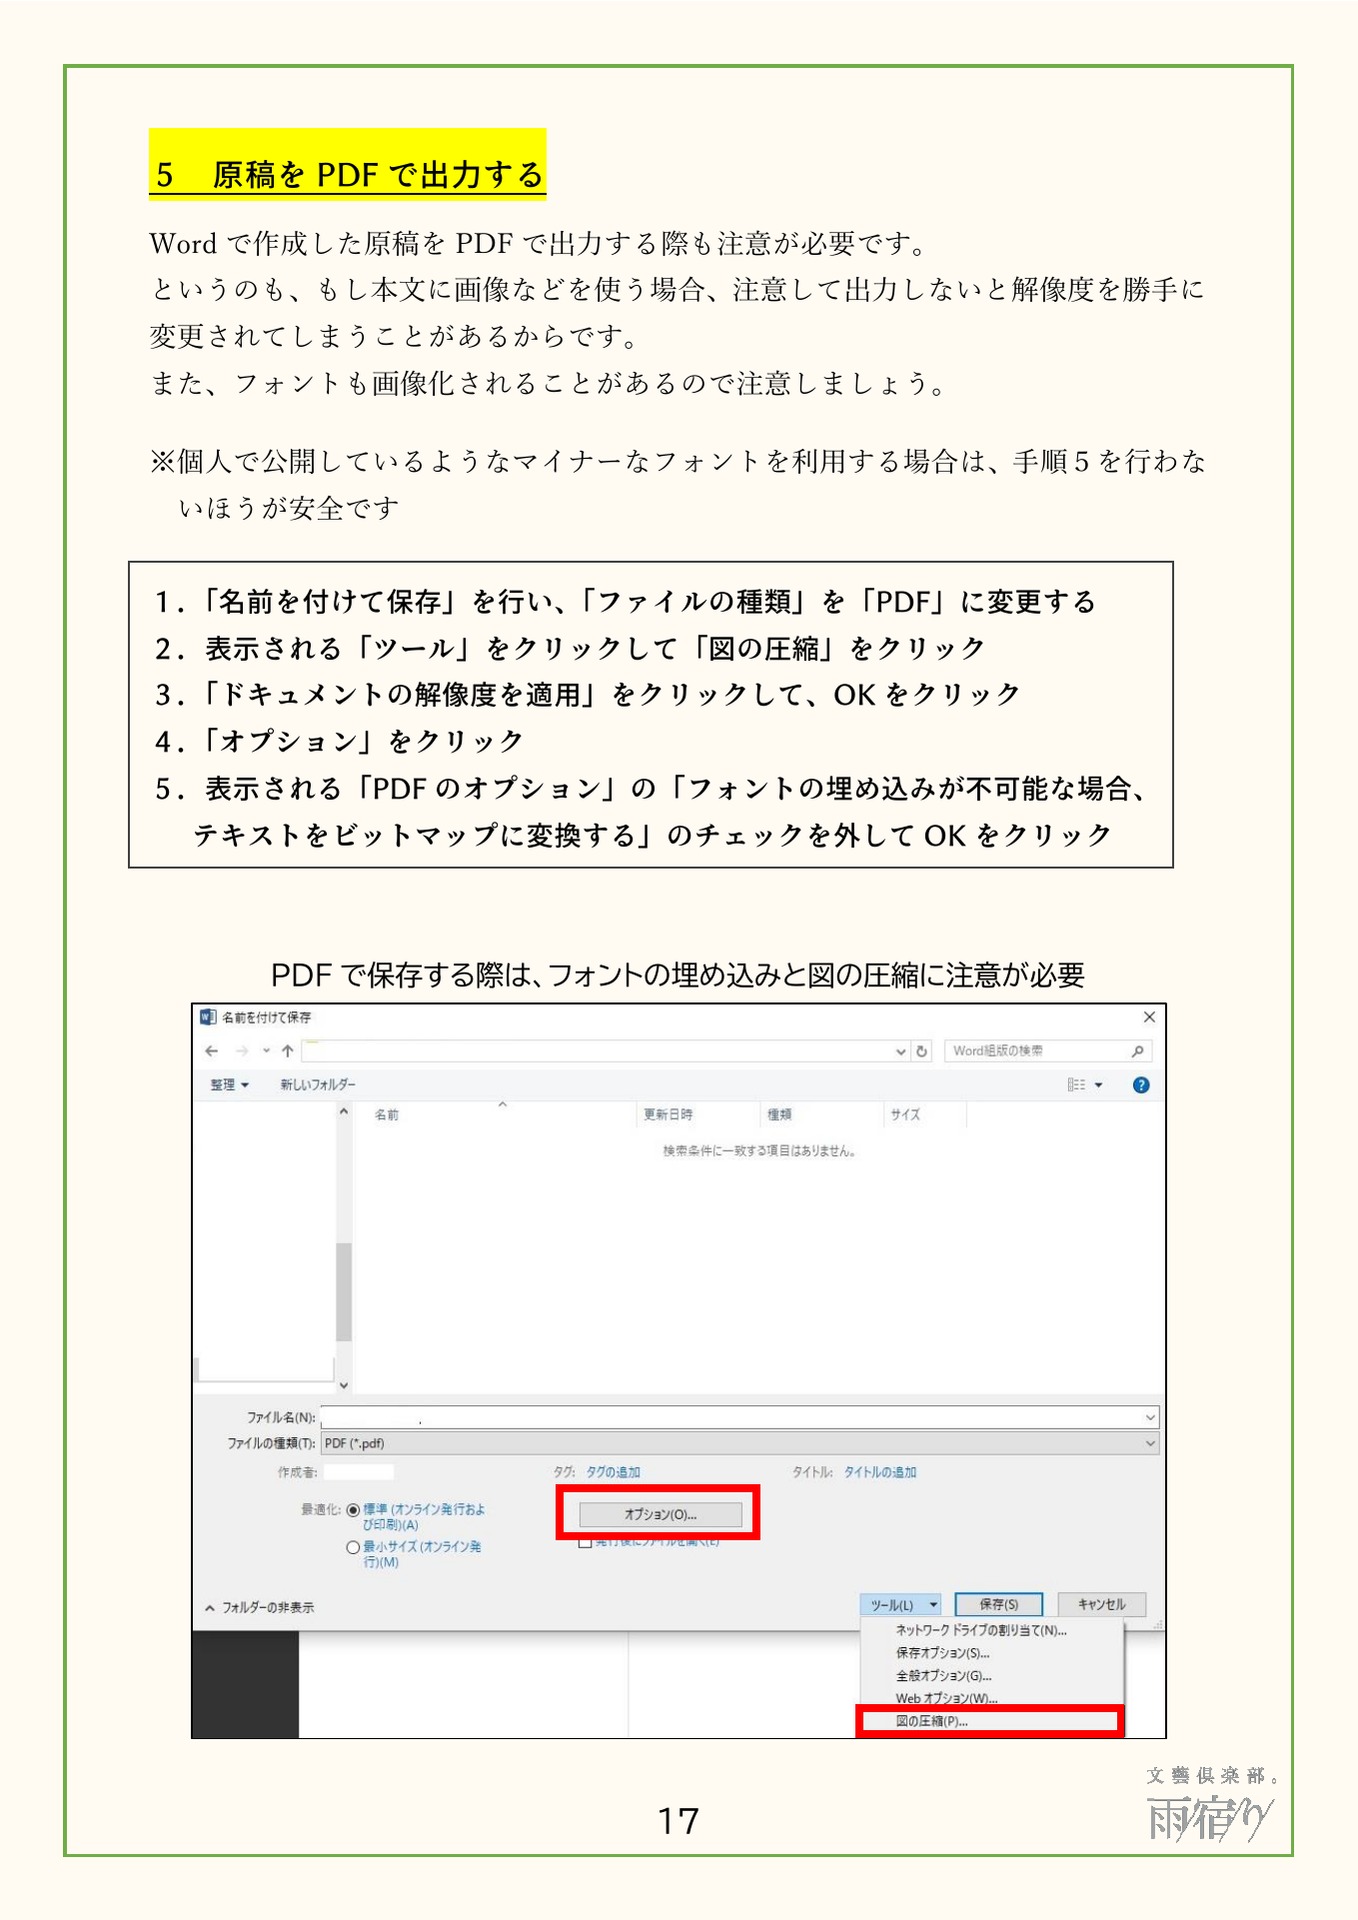 5　原稿を PDF で出力する
Word で作成した原稿を PDF で出力する際も注意が必要です。
というのも、もし本文に画像などを使う場合、注意して出力しないと解像度を勝手に
変更されてしまうことがあるからです。
また、フォントも画像化されることがあるので注意しましょう。
※個人で公開しているようなマイナーなフォントを利用する場合は、手順５を行わな
いほうが安全です
1．「名前を付けて保存」を行い、「ファイルの種類」を「PDF」に変更する
2．表示される「ツール」をクリックして「図の圧縮」をクリック
3．「ドキュメントの解像度を適用」をクリックして、OK をクリック
4．「オプション」をクリック
5．表示される「PDF のオプション」の「フォントの埋め込みが不可能な場合、
テキストをビットマップに変換する」のチェックを外して OK をクリック
PDF で保存する際は、フォントの埋め込みと図の圧縮に注意が必要
名前を付けて保存
Word組版の検索
整理 新しいフォルダー
名前 更新日時 種類 サイズ
検索条件に一致する項目はありません。
ファイル名(N):
ファイルの種類(T): PDF (*.pdf)
作成者: タグ: タグの追加 タイトル: タイトルの追加
最適化: 標準 (オンライン発行およ
び印刷)(A)
オプション(O)...
発行後にファイルを開く(E)
最小サイズ (オンライン発
行)(M)
フォルダーの非表示 ツール(L) 保存(S) キャンセル
ネットワーク ドライブの割り当て(N)...
保存オプション(S)...
全般オプション(G)...
Web オプション(W)...
図の圧縮(P)...
文藝倶楽部。
雨宿り
17